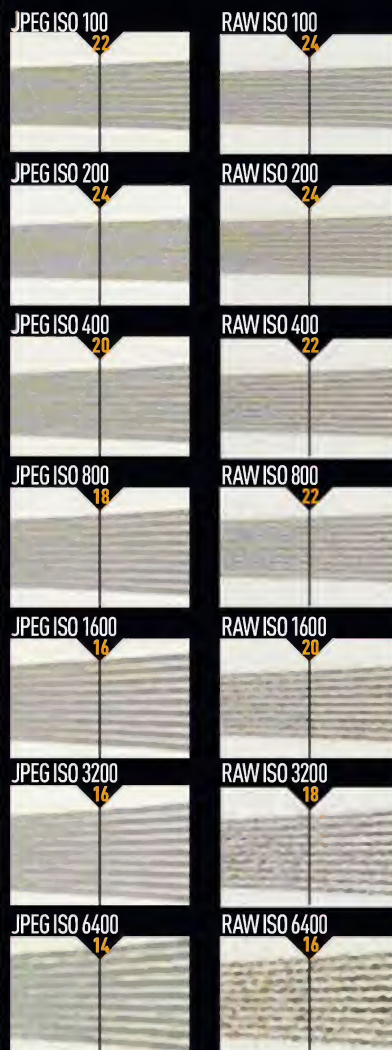 JPEG ISO 100
22
RAW ISO 100
24
JPEG ISO 200
24
RAW ISO 200
24
JPEG ISO 400
20
RAW ISO 400
22
JPEG ISO 800
18
RAW ISO 800
22
JPEG ISO 1600
16
RAW ISO 1600
20
JPEG ISO 3200
16
RAW ISO 3200
18
JPEG ISO 6400
14
RAW ISO 6400
16